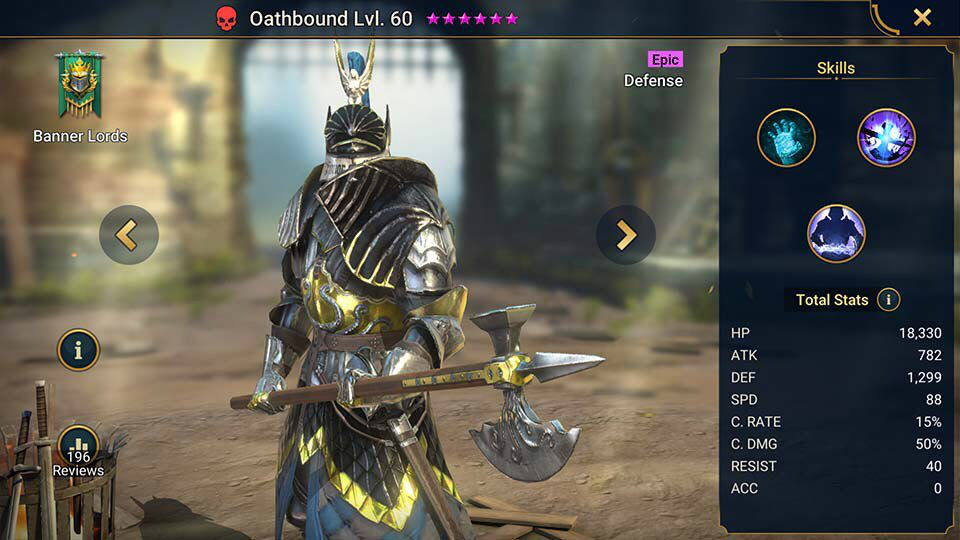 Oathbound Lvl. 60
Banner Lords
Epic
Defense
196
Reviews
Skills
Total Stats
HP 18,330
ATK 782
DEF 1,299
SPD 88
C. RATE 15%
C. DMG 50%
RESIST 40
ACC 0